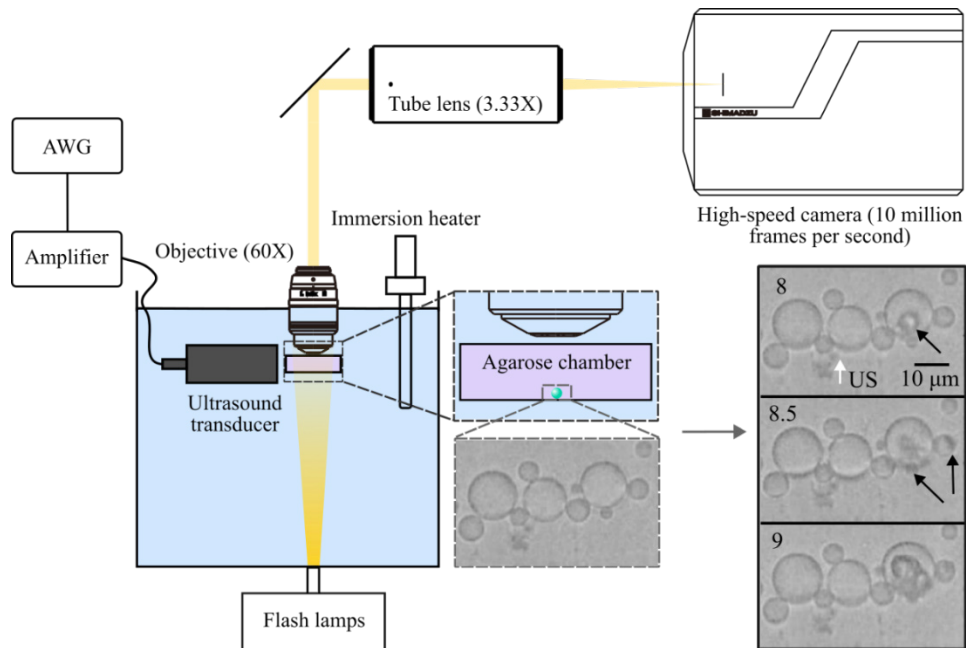 Tube lens (3.33X)
SHIMADZU
AWG
High-speed camera (10 million
frames per second)
Immersion heater
Amplifier
Objective (60X)
8
Agarose chamber
US
10 μm
Ultrasound
transducer
8.5
9
Flash lamps